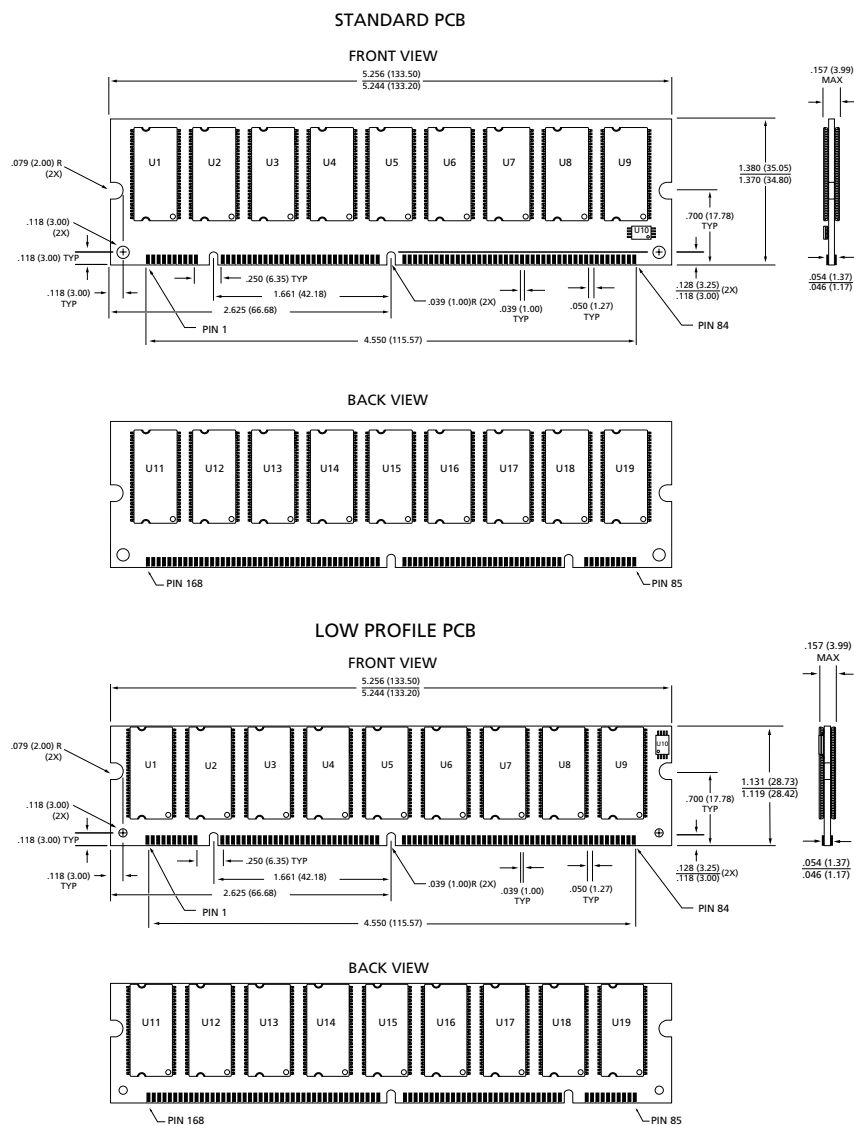 STANDARD PCB
FRONT VIEW
5.256 (133.50)
5.244 (133.20)
.157 (3.99)
MAX
.079 (2.00) R
(2X)
U1 U2 U3 U4 U5 U6 U7 U8 U9
1.380 (35.05)
1.370 (34.80)
.118 (3.00)
(2X)
.700 (17.78)
TYP
U10
.118 (3.00) TYP
.118 (3.00)
TYP
.250 (6.35) TYP
1.661 (42.18)
2.625 (66.68)
.039 (1.00)R (2X)
.039 (1.00)
TYP
.050 (1.27)
TYP
.128 (3.25)
.118 (3.00)
(2X)
.054 (1.37)
.046 (1.17)
PIN 1
PIN 84
4.550 (115.57)
BACK VIEW
U11 U12 U13 U14 U15 U16 U17 U18 U19
PIN 168
PIN 85
LOW PROFILE PCB
FRONT VIEW
5.256 (133.50)
5.244 (133.20)
.157 (3.99)
MAX
.079 (2.00) R
(2X)
U1 U2 U3 U4 U5 U6 U7 U8 U9
U10
1.131 (28.73)
1.119 (28.42)
.118 (3.00)
(2X)
.700 (17.78)
TYP
.118 (3.00) TYP
.118 (3.00)
TYP
.250 (6.35) TYP
1.661 (42.18)
2.625 (66.68)
.039 (1.00)R (2X)
.039 (1.00)
TYP
.050 (1.27)
TYP
.128 (3.25)
.118 (3.00)
(2X)
.054 (1.37)
.046 (1.17)
PIN 1
PIN 84
4.550 (115.57)
BACK VIEW
U11 U12 U13 U14 U15 U16 U17 U18 U19
PIN 168
PIN 85